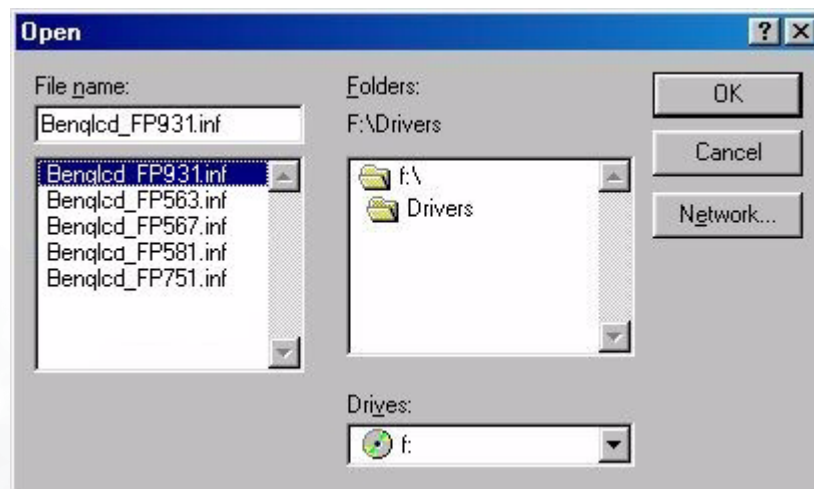 Open
File name:
Benqlcd_FP931.inf
Benqlcd_FP931.inf
Benqlcd_FP563.inf
Benqlcd_FP567.inf
Benqlcd_FP581.inf
Benqlcd_FP751.inf
Folders:
F:\Drivers
f:\
Drivers
Drives:
f:
OK
Cancel
Network...